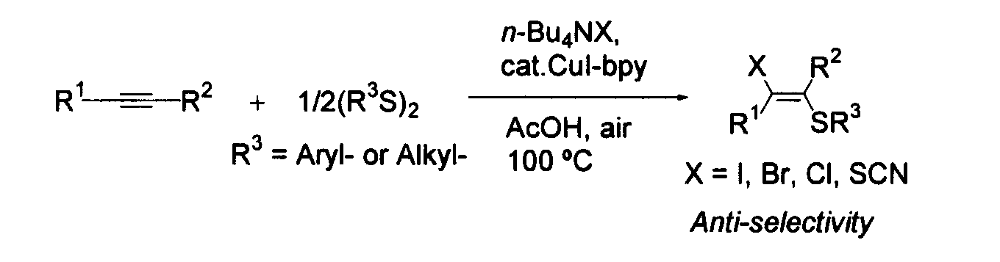 n-Bu₄NX,
cat.CuI-bpy
R¹ R² + 1/2(R³S)₂
R³ = Aryl- or Alkyl-
AcOH, air
100 ºC
X R²
R¹ SR³
X = I, Br, Cl, SCN
Anti-selectivity